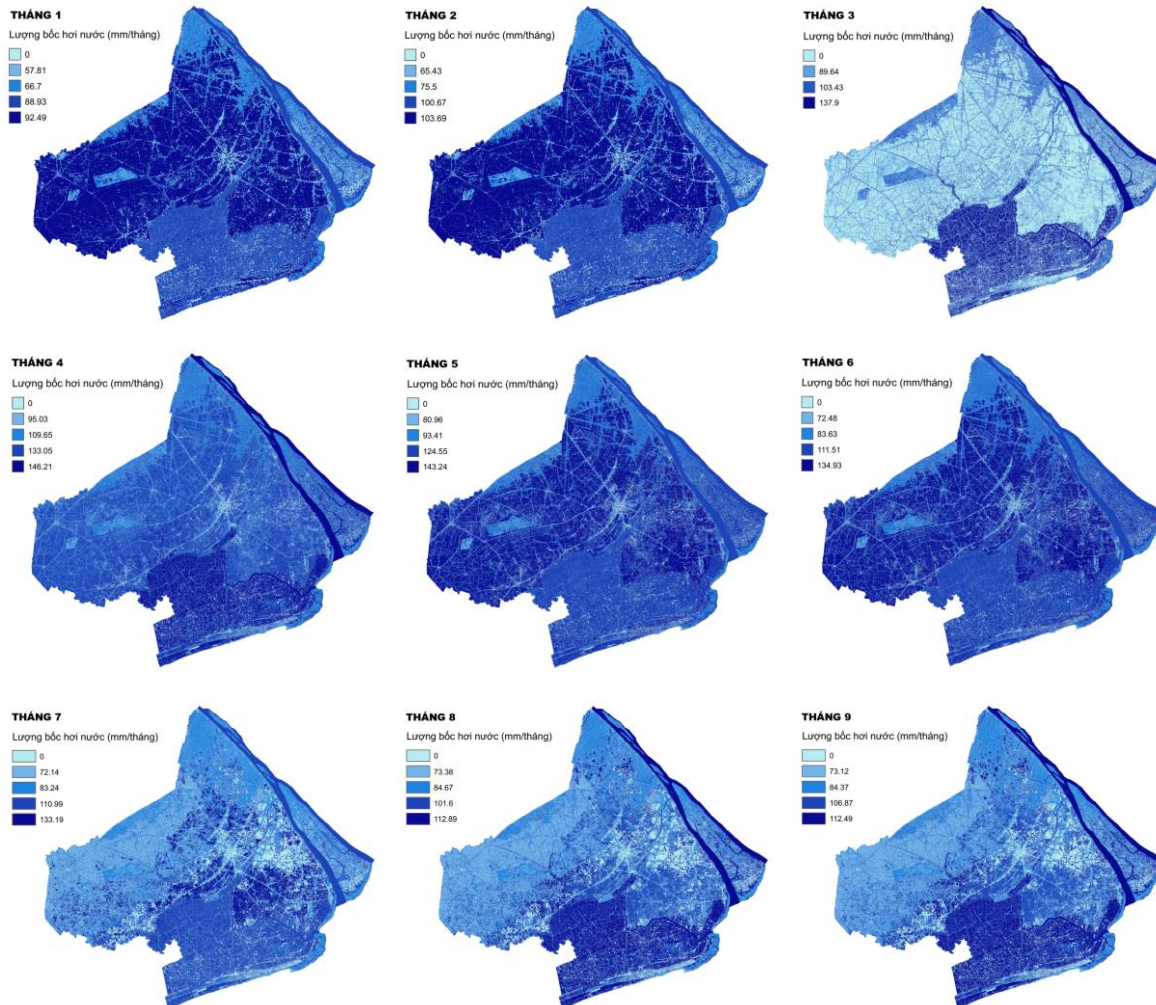 THÁNG 1
Lượng bốc hơi nước (mm/tháng)
0
57.81
66.7
88.93
92.49
THÁNG 2
Lượng bốc hơi nước (mm/tháng)
0
65.43
75.5
100.67
103.69
THÁNG 3
Lượng bốc hơi nước (mm/tháng)
0
89.64
103.43
137.9
THÁNG 4
Lượng bốc hơi nước (mm/tháng)
0
95.03
109.65
133.05
146.21
THÁNG 5
Lượng bốc hơi nước (mm/tháng)
0
80.96
93.41
124.55
143.24
THÁNG 6
Lượng bốc hơi nước (mm/tháng)
0
72.48
83.63
111.51
134.93
THÁNG 7
Lượng bốc hơi nước (mm/tháng)
0
72.14
83.24
110.99
133.19
THÁNG 8
Lượng bốc hơi nước (mm/tháng)
0
73.38
84.67
101.6
112.89
THÁNG 9
Lượng bốc hơi nước (mm/tháng)
0
73.12
84.37
106.87
112.49